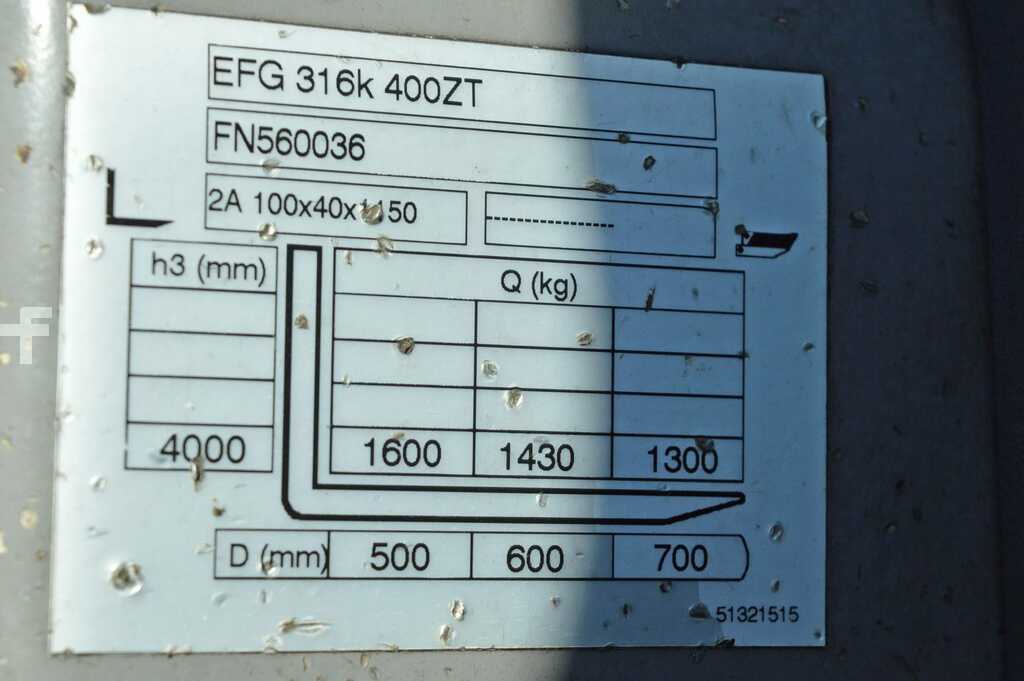 EFG 316k 400ZT
FN560036
2A 100x40x1150
h3 (mm)
Q (kg)
4000 1600 1430 1300
D (mm) 500 600 700
51321515